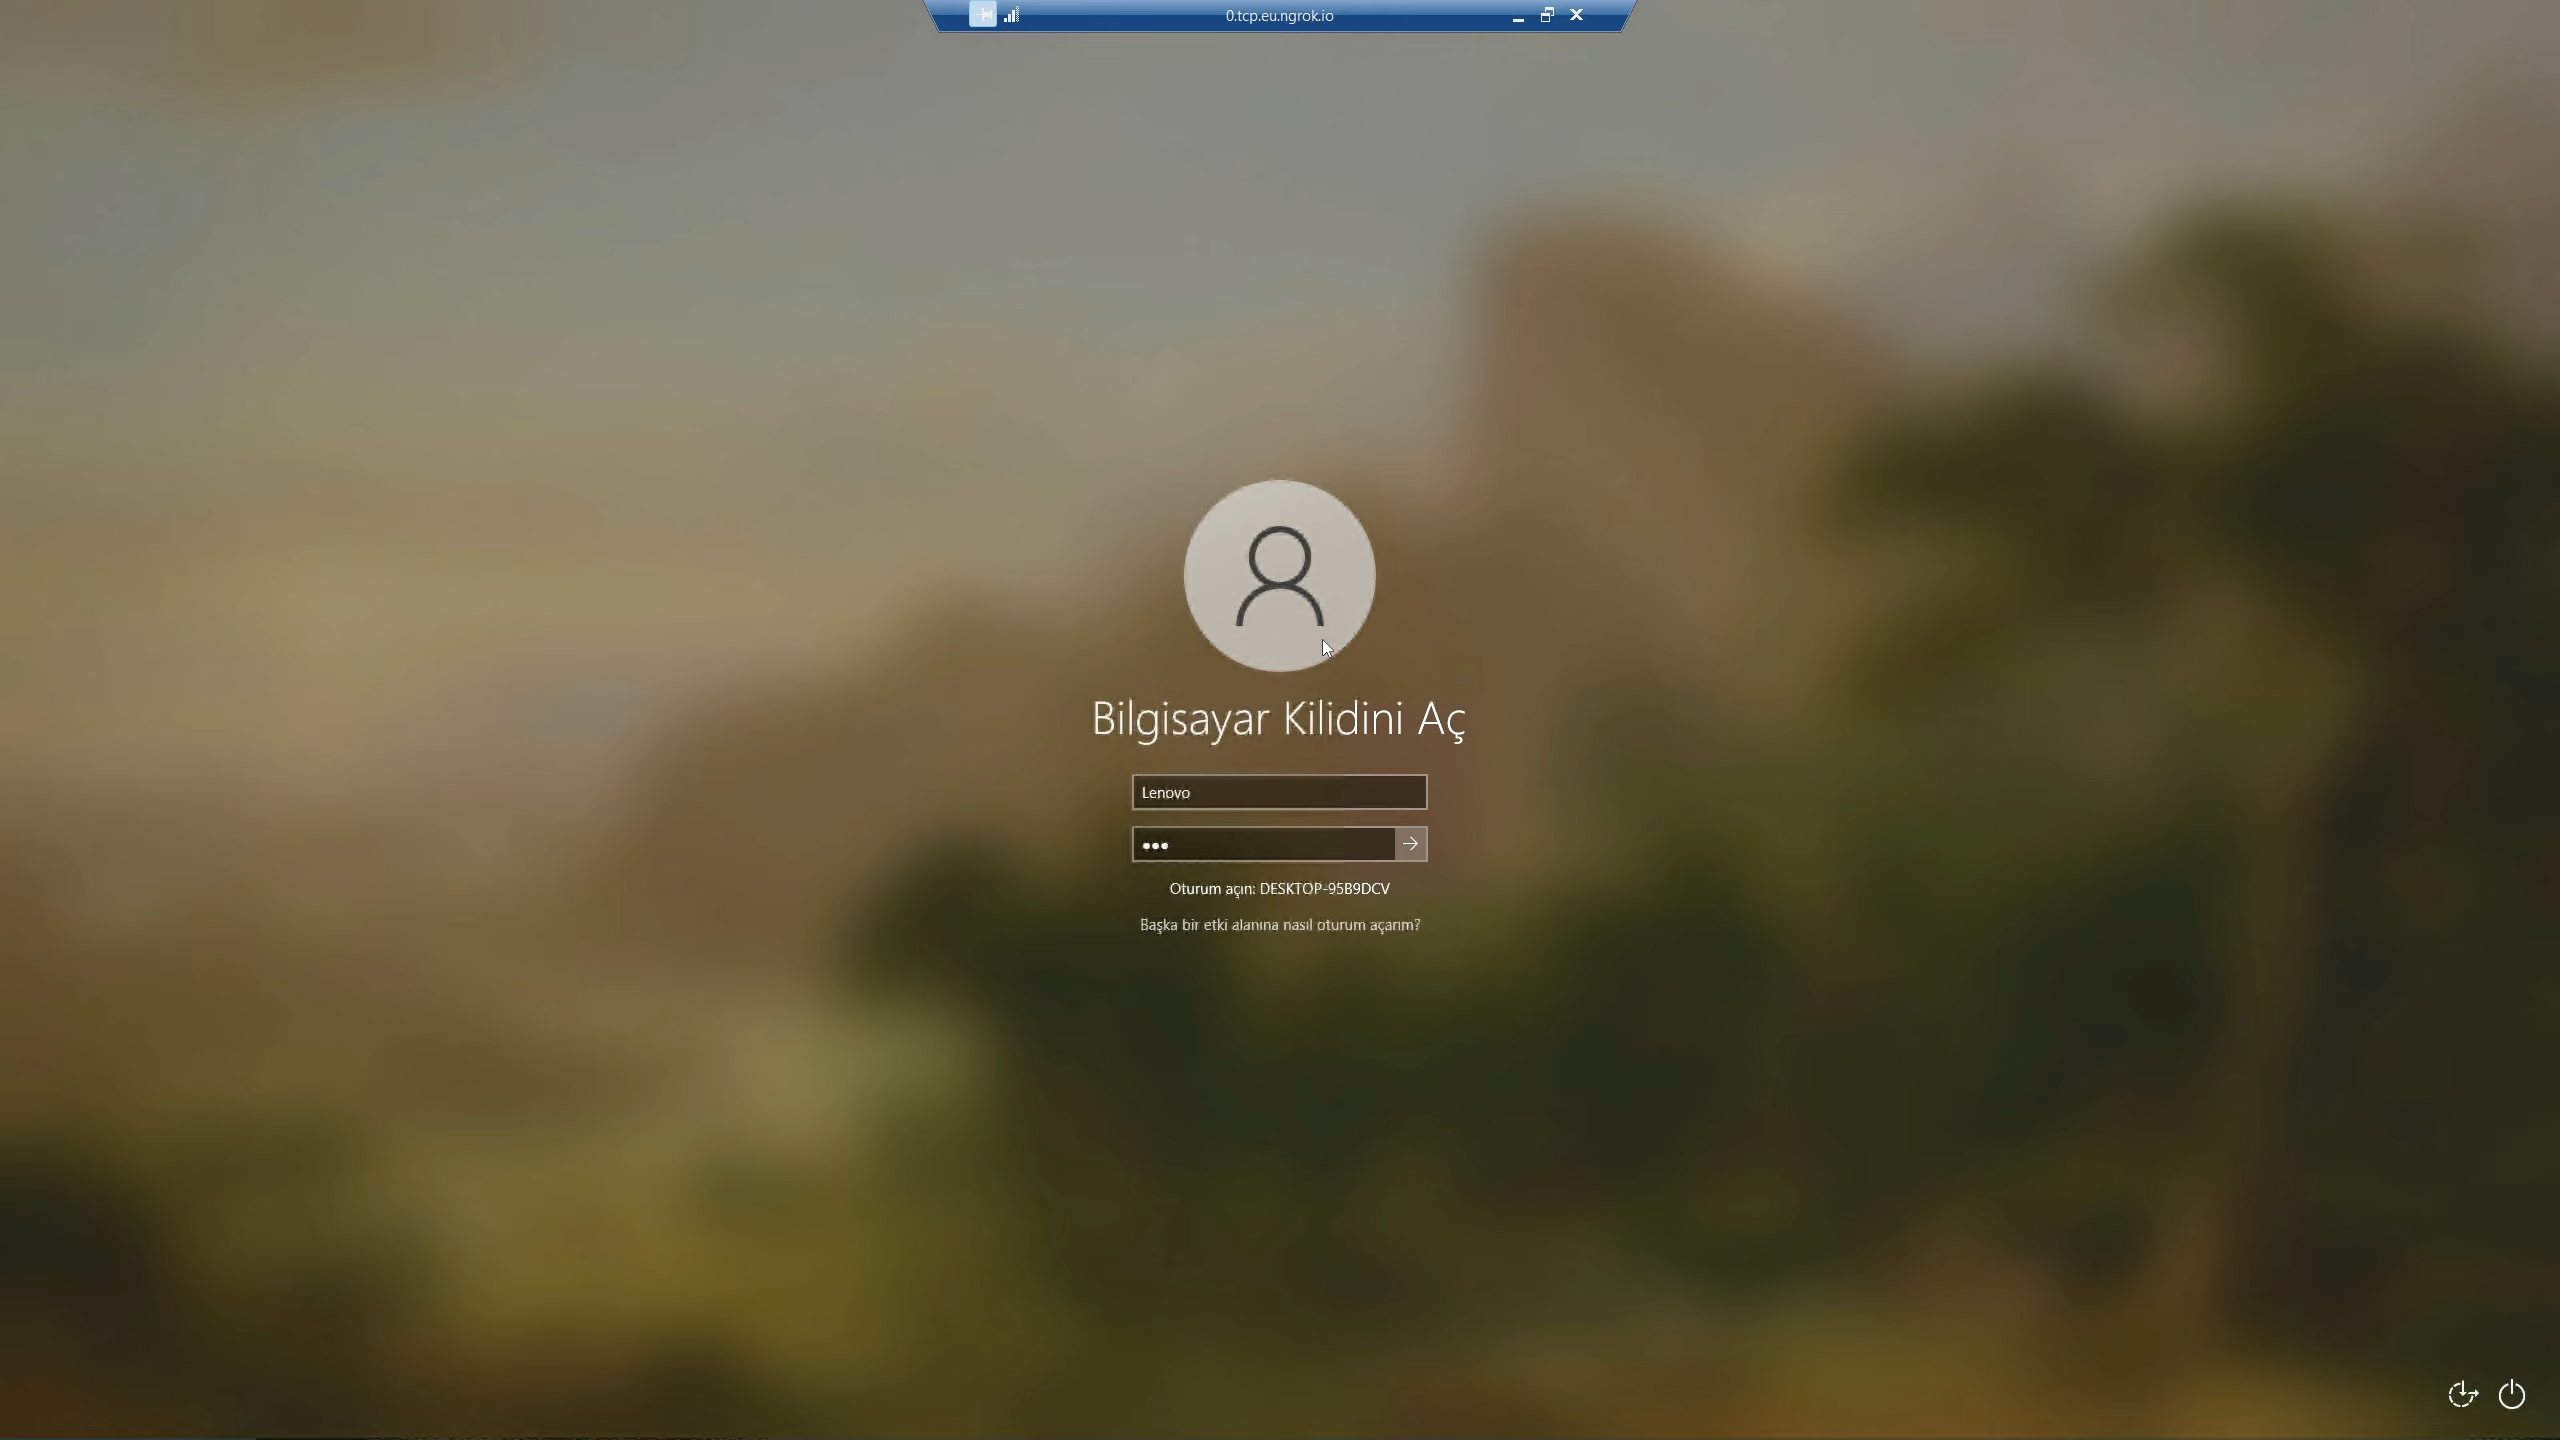 0.tcp.eu.ngrok.io
Bilgisayar Kilidini Aç
Lenovo
Oturum açın: DESKTOP-95B9DCV
Başka bir etki alanına nasıl oturum açarım?